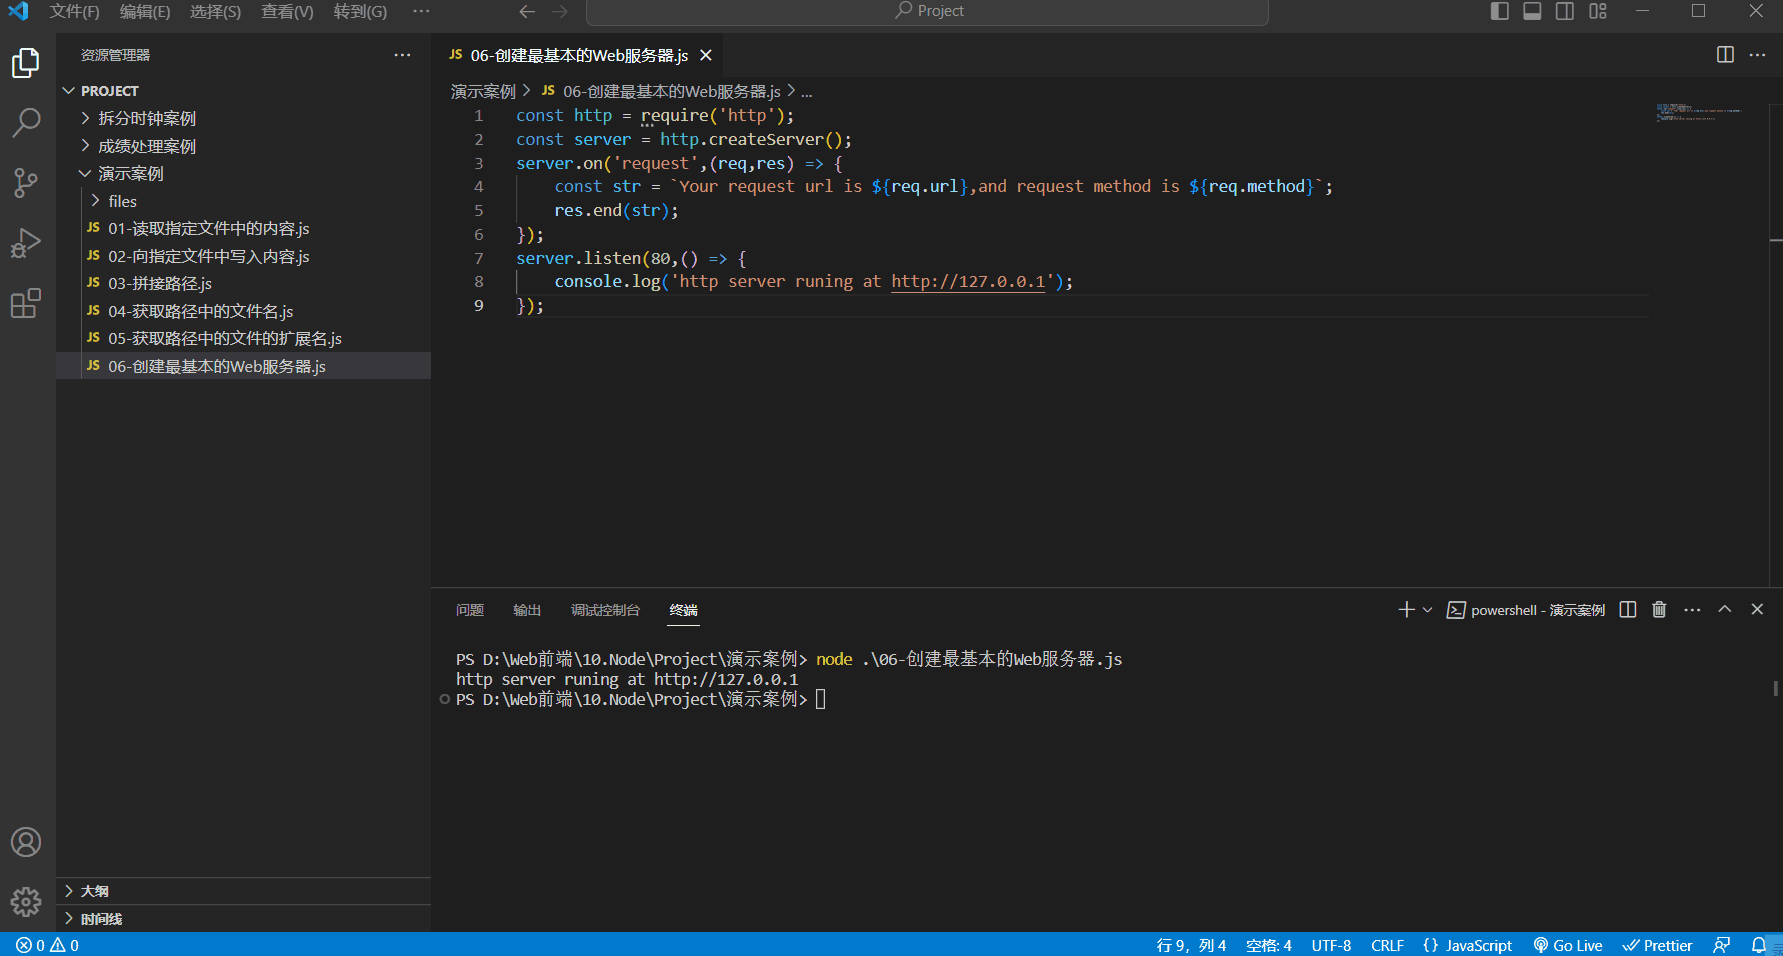 文件(F) 编辑(E) 选择(S) 查看(V) 转到(G) ··· Project
资源管理器 ···
PROJECT
拆分时钟案例
成绩处理案例
演示案例
files
JS 01-读取指定文件中的内容.js
JS 02-向指定文件中写入内容.js
JS 03-拼接路径.js
JS 04-获取路径中的文件名.js
JS 05-获取路径中的文件的扩展名.js
JS 06-创建最基本的Web服务器.js
大纲
时间线
JS 06-创建最基本的Web服务器.js
演示案例 > JS 06-创建最基本的Web服务器.js > ...
1 const http = require('http');
2 const server = http.createServer();
3 server.on('request',(req,res) => {
4 const str = `Your request url is ${req.url},and request method is ${req.method}`;
5 res.end(str);
6 });
7 server.listen(80,() => {
8 console.log('http server runing at http://127.0.0.1');
9 });
问题 输出 调试控制台 终端 powershell - 演示案例
PS D:\Web前端\10.Node\Project\演示案例> node .\06-创建最基本的Web服务器.js
http server runing at http://127.0.0.1
PS D:\Web前端\10.Node\Project\演示案例>
0 0 行 9，列 4 空格: 4 UTF-8 CRLF {} JavaScript Go Live Prettier